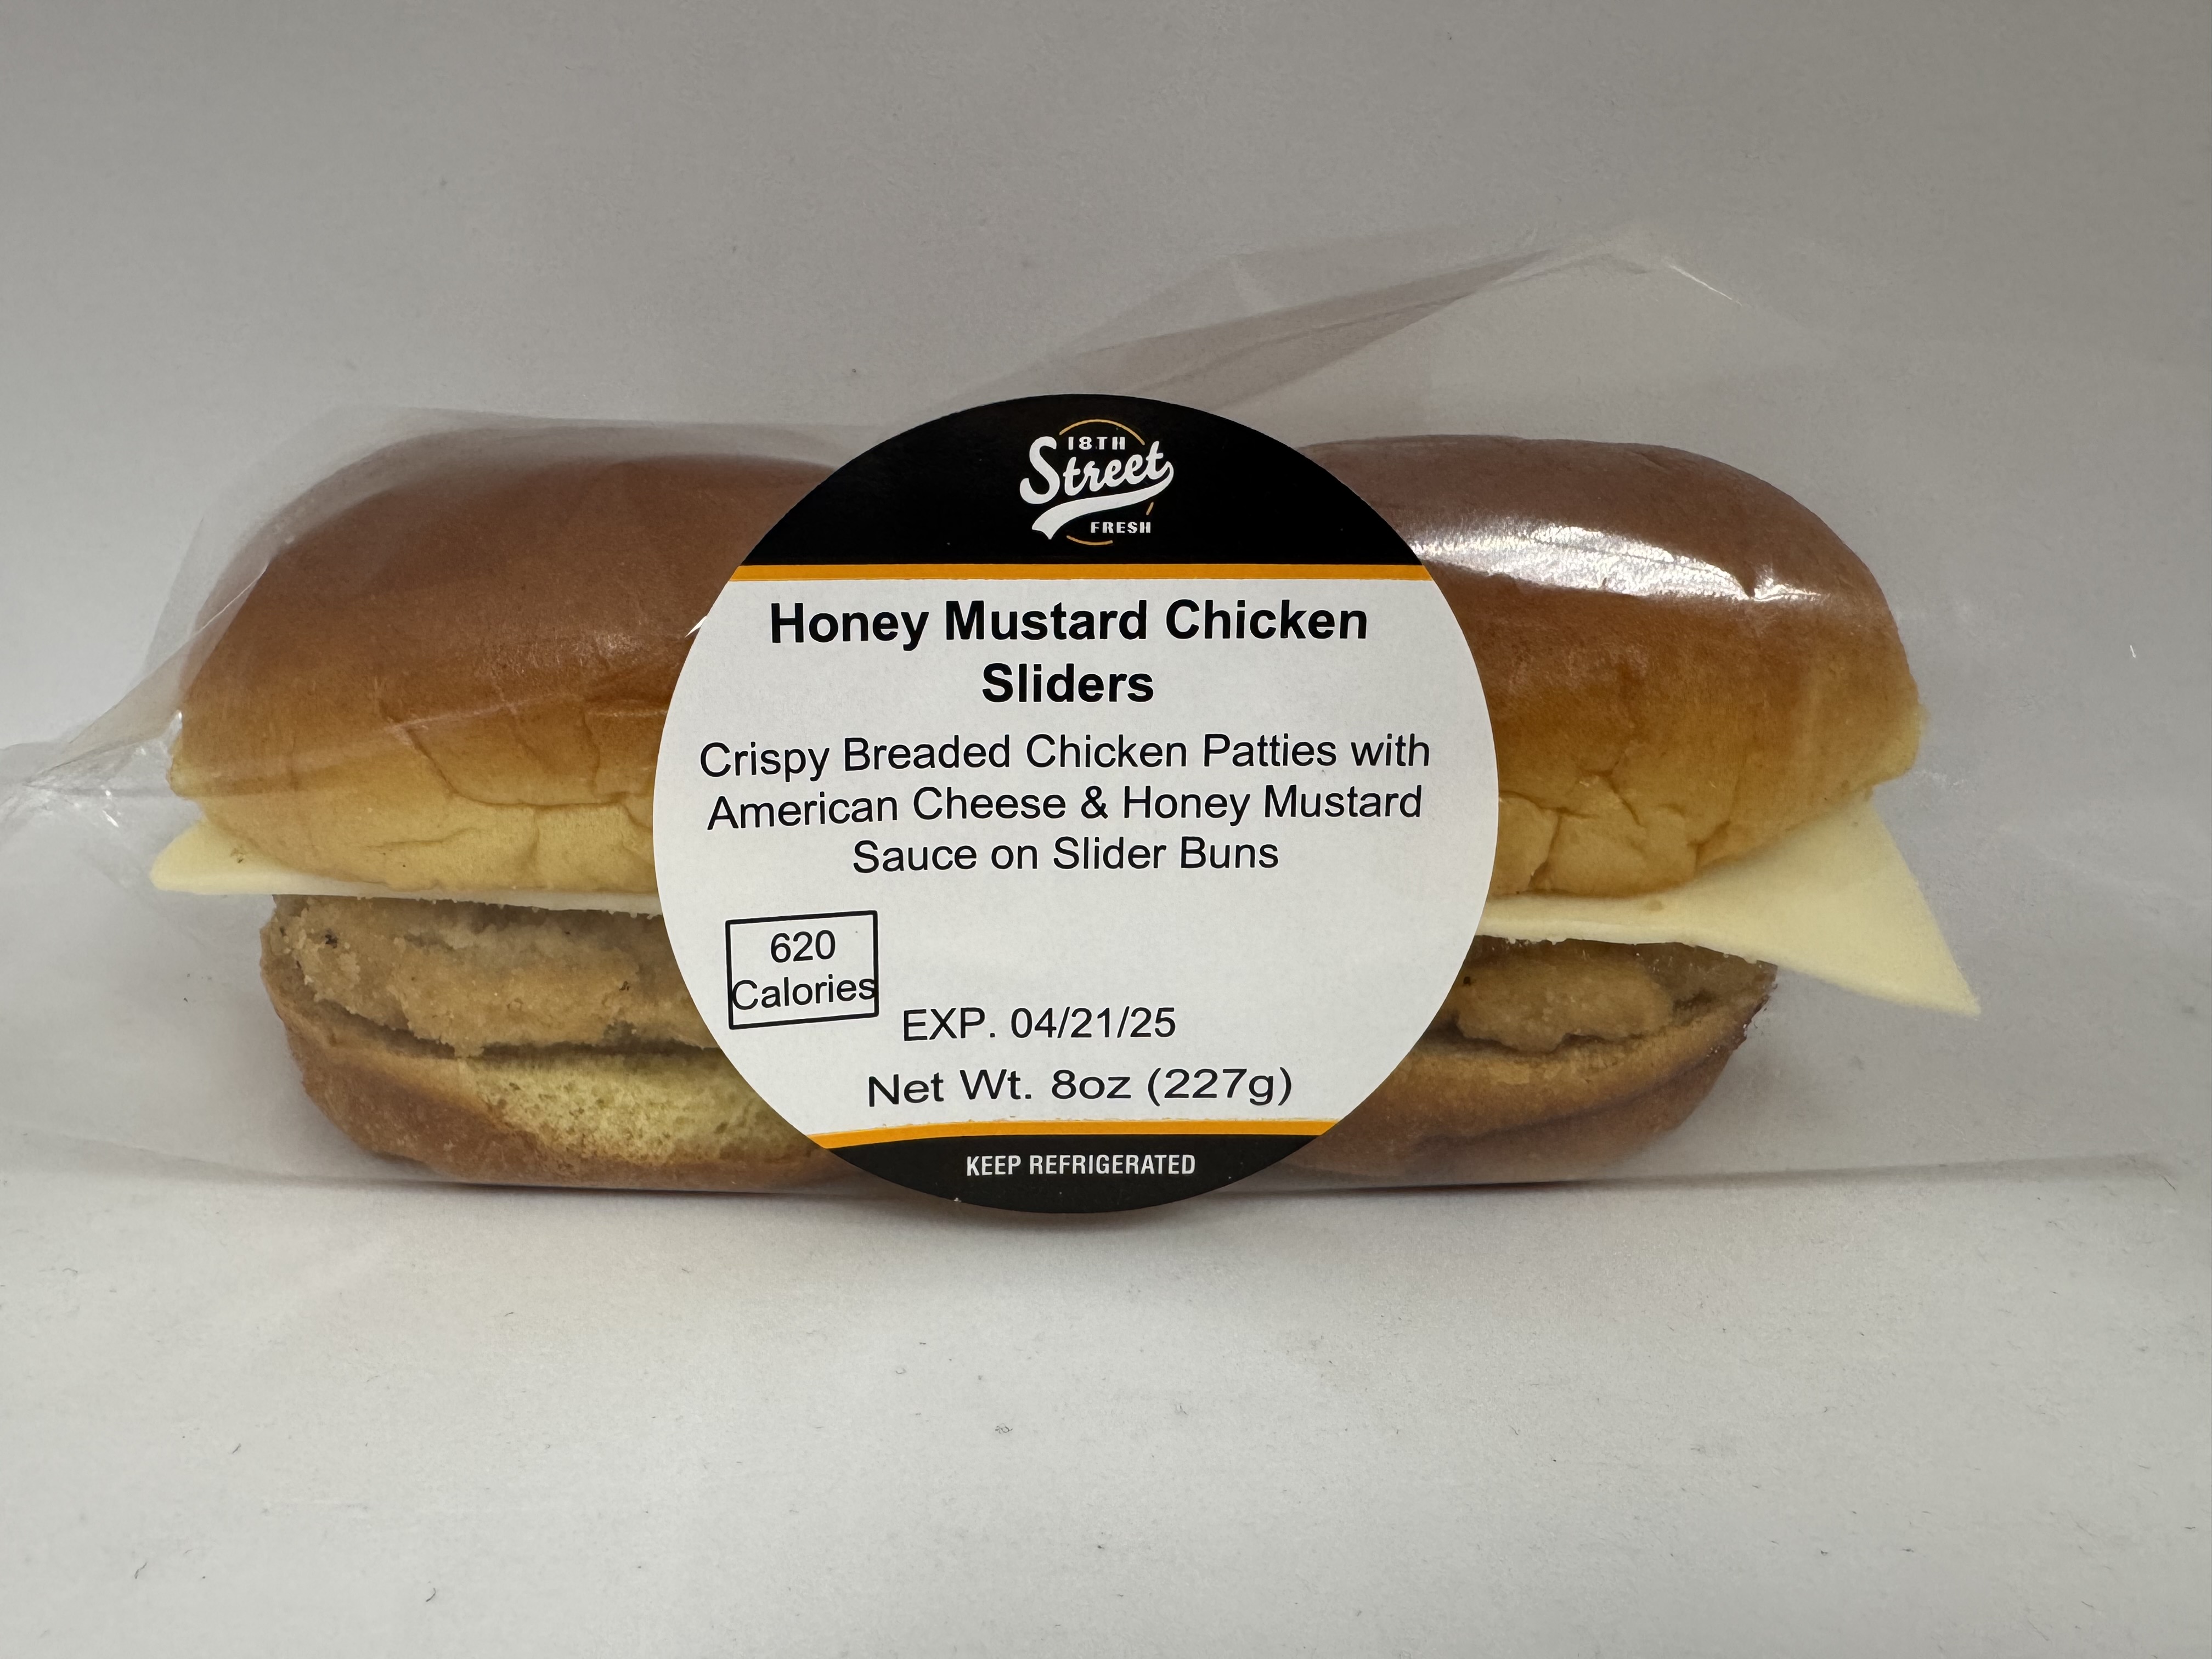 18TH
Street
FRESH
Honey Mustard Chicken
Sliders
Crispy Breaded Chicken Patties with
American Cheese & Honey Mustard
Sauce on Slider Buns
620
Calories
EXP. 04/21/25
Net Wt. 8oz (227g)
KEEP REFRIGERATED